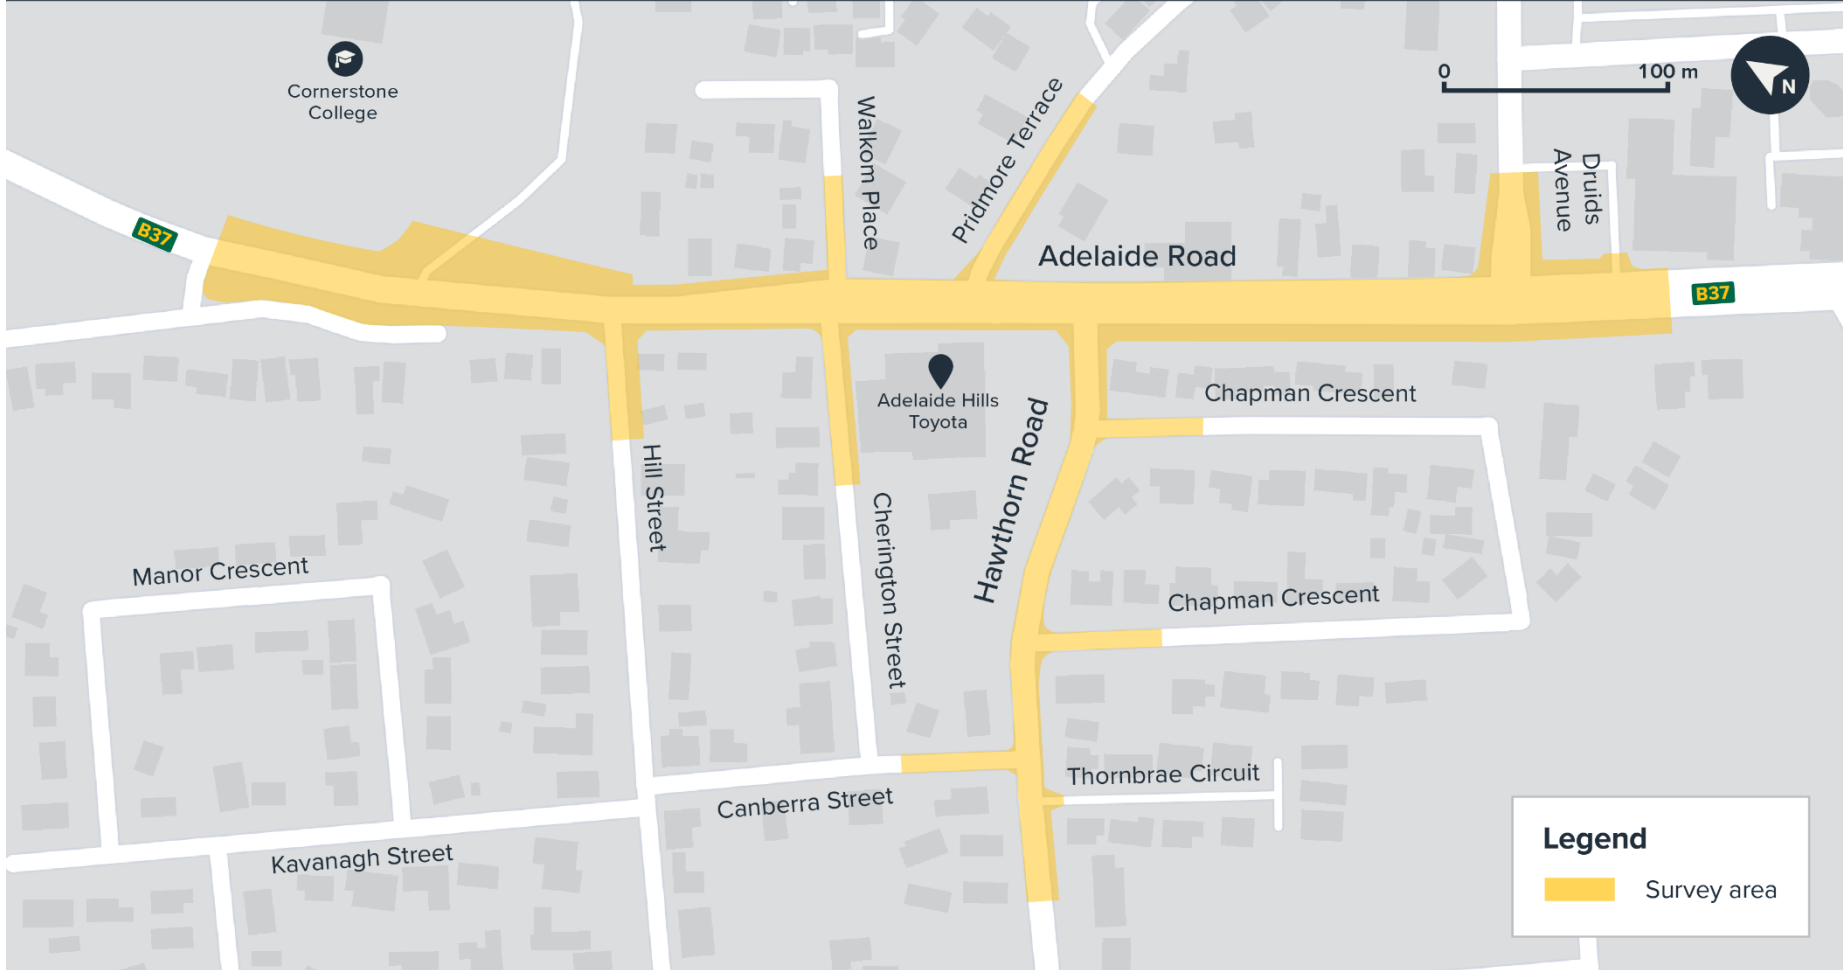 Cornerstone
College
0
100 m
N
Walkom Place
Pridmore Terrace
Druids
Avenue
B37
Adelaide Road
B37
Adelaide Hills
Toyota
Chapman Crescent
Hill Street
Hawthorn Road
Cherington Street
Manor Crescent
Chapman Crescent
Thornbrae Circuit
Canberra Street
Kavanagh Street
Legend
Survey area